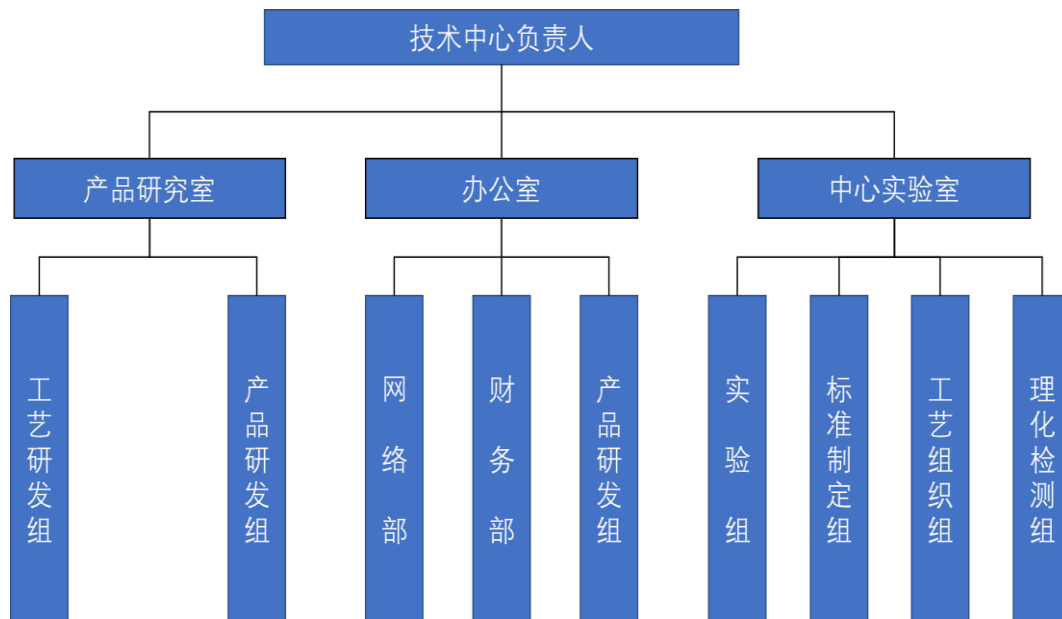 技术中心负责人
产品研究室
办公室
中心实验室
工艺研发组
产品研发组
网络部
财务部
产品研发组
实验组
标准制定组
工艺组织组
理化检测组